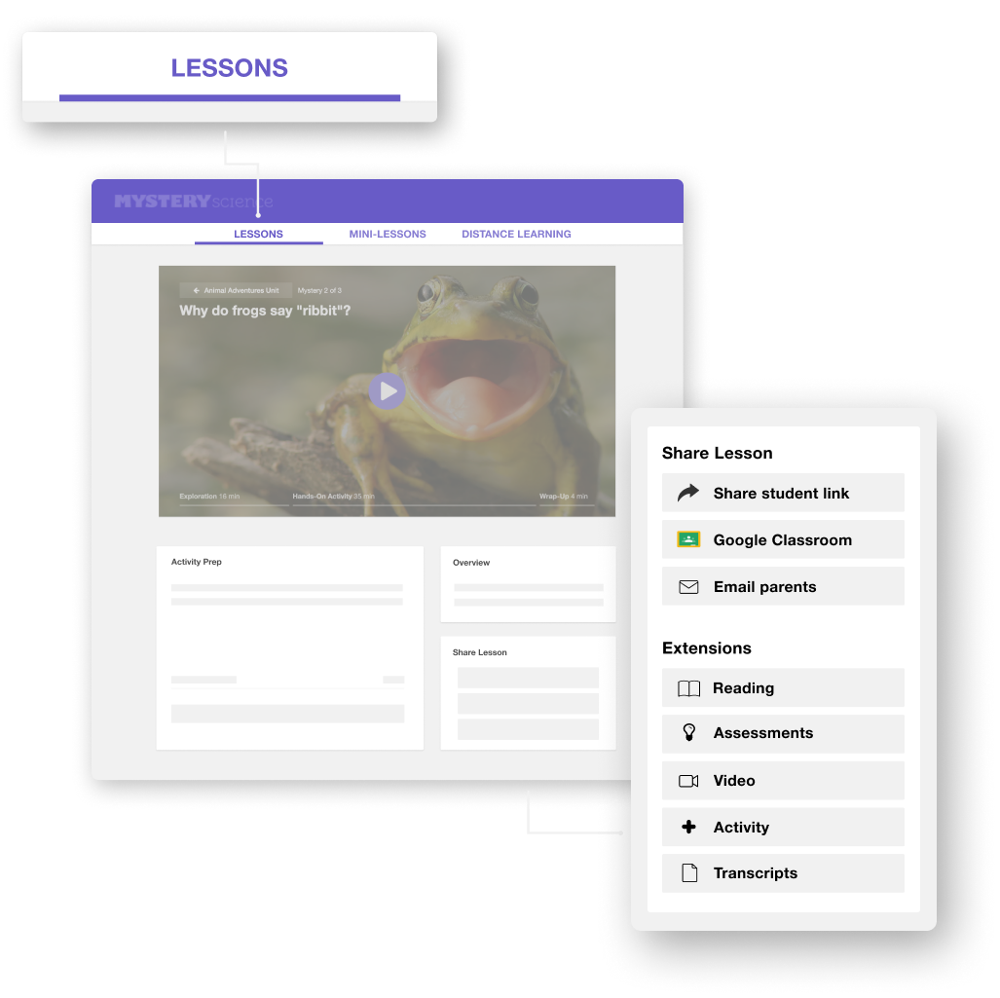 LESSONS
MYSTERY science
LESSONS MINI-LESSONS DISTANCE LEARNING
Animal Adventures Unit Mystery 2 of 3
Why do frogs say "ribbit"?
Exploration 16 min Hands-On Activity 35 min Wrap-Up 4 min
Activity Prep
Overview
Share Lesson
Share Lesson
Share student link
Google Classroom
Email parents
Extensions
Reading
Assessments
Video
Activity
Transcripts